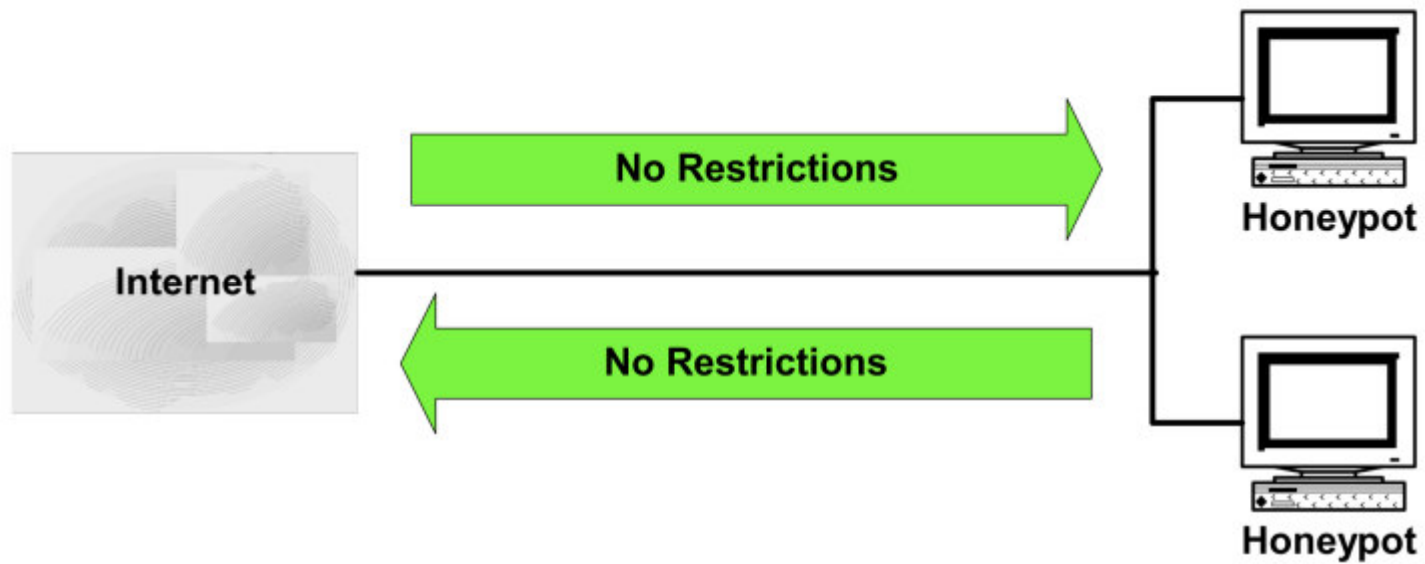 No Restrictions
Honeypot
Internet
No Restrictions
Honeypot